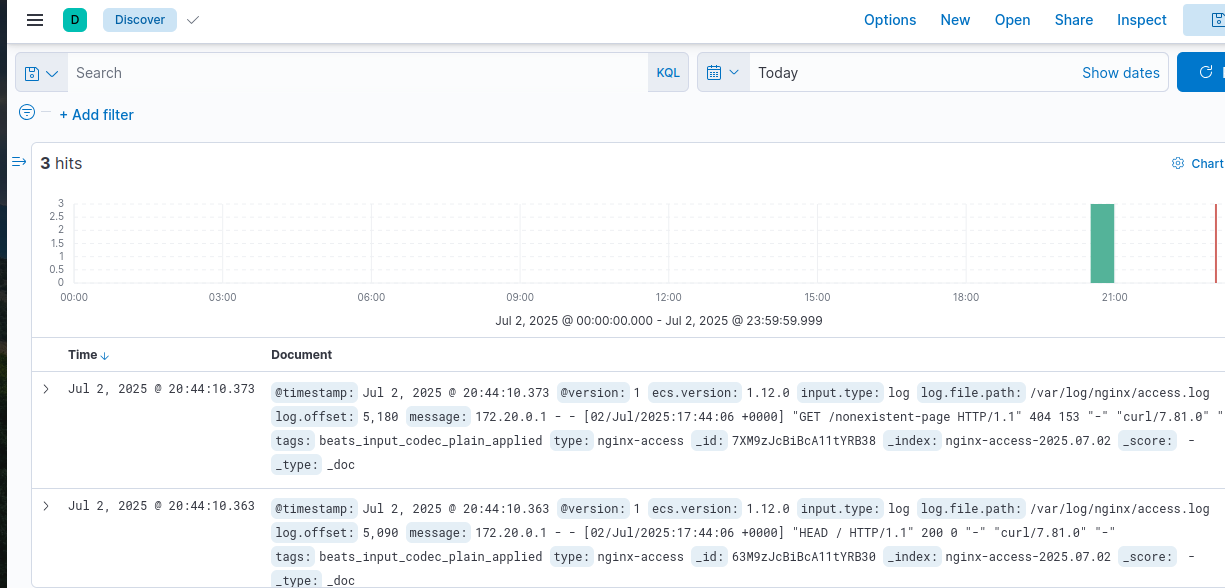 D Discover Options New Open Share Inspect
Search KQL Today Show dates
+ Add filter
3 hits Chart
3
2.5
2
1.5
1
0.5
0
00:00 03:00 06:00 09:00 12:00 15:00 18:00 21:00
Jul 2, 2025 @ 00:00:00.000 - Jul 2, 2025 @ 23:59:59.999
Time Document
Jul 2, 2025 @ 20:44:10.373 @timestamp: Jul 2, 2025 @ 20:44:10.373 @version: 1 ecs.version: 1.12.0 input.type: log log.file.path: /var/log/nginx/access.log
log.offset: 5,180 message: 172.20.0.1 - - [02/Jul/2025:17:44:06 +0000] "GET /nonexistent-page HTTP/1.1" 404 153 "-" "curl/7.81.0" "
tags: beats_input_codec_plain_applied type: nginx-access _id: 7XM9zJcBiBcA11tYRB38 _index: nginx-access-2025.07.02 _score: -
_type: _doc
Jul 2, 2025 @ 20:44:10.363 @timestamp: Jul 2, 2025 @ 20:44:10.363 @version: 1 ecs.version: 1.12.0 input.type: log log.file.path: /var/log/nginx/access.log
log.offset: 5,090 message: 172.20.0.1 - - [02/Jul/2025:17:44:06 +0000] "HEAD / HTTP/1.1" 200 0 "-" "curl/7.81.0" "-"
tags: beats_input_codec_plain_applied type: nginx-access _id: 63M9zJcBiBcA11tYRB30 _index: nginx-access-2025.07.02 _score: -
_type: _doc